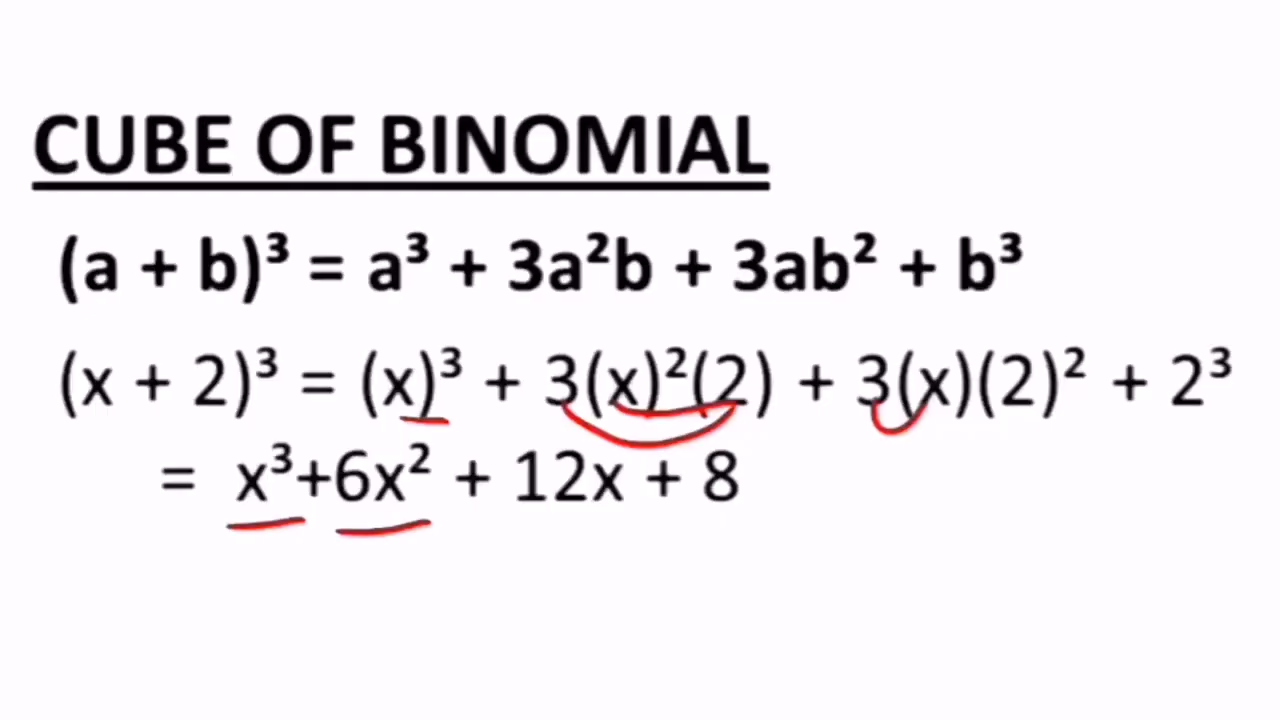 CUBE OF BINOMIAL
(a + b)³ = a³ + 3a²b + 3ab² + b³
(x + 2)³ = (x)³ + 3(x)²(2) + 3(x)(2)² + 2³
= x³+6x² + 12x + 8